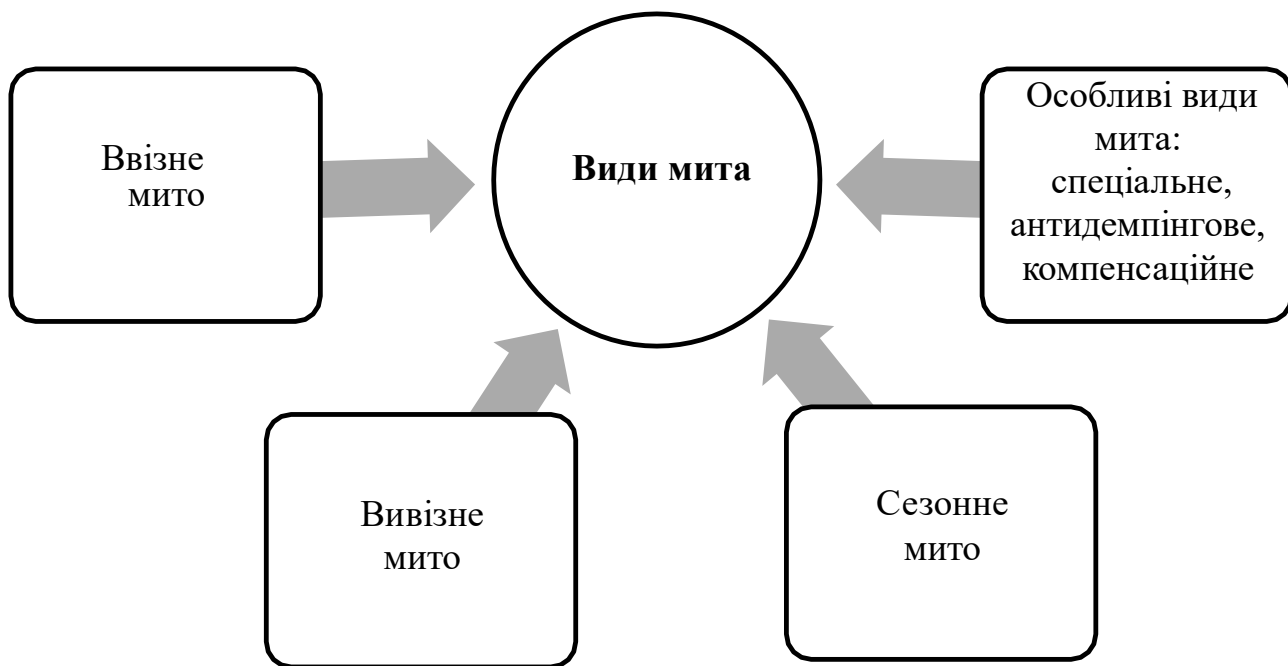 Ввізне
мито
Види мита
Особливі види
мита:
спеціальне,
антидемпінгове,
компенсаційне
Вивізне
мито
Сезонне
мито